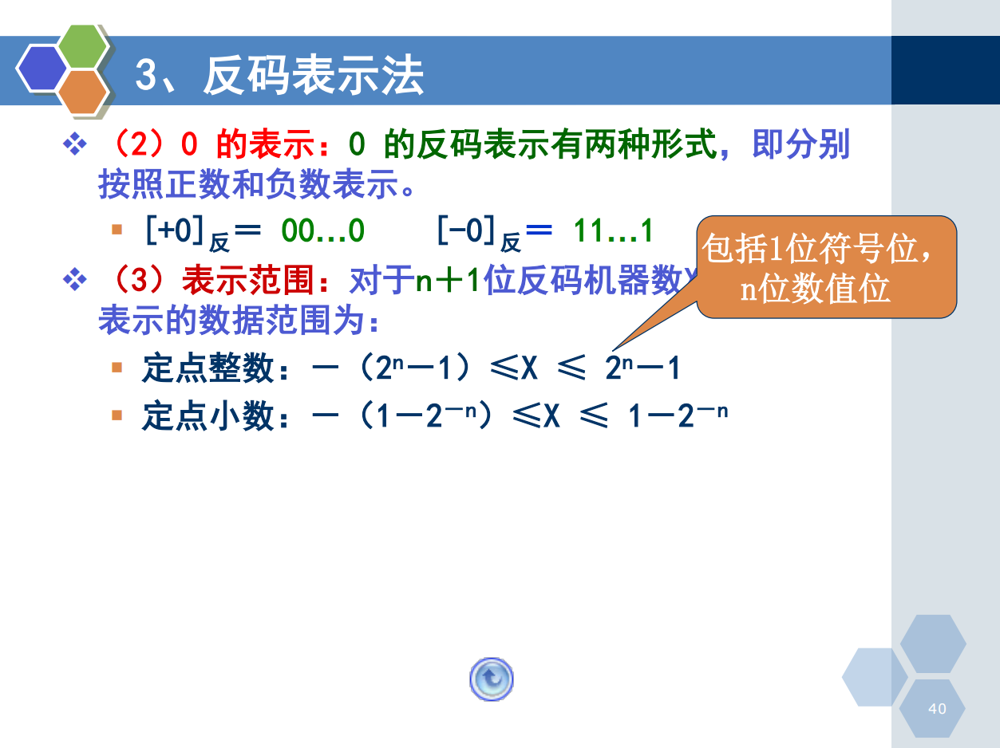 3、反码表示法
（2）0 的表示：0 的反码表示有两种形式，即分别
按照正数和负数表示。
[+0]反＝ 00…0 [-0]反＝ 11…1
包括1位符号位，
n位数值位
（3）表示范围：对于n＋1位反码机器数
表示的数据范围为：
定点整数：－（2ⁿ－1）≤X ≤ 2ⁿ－1
定点小数：－（1－2⁻ⁿ）≤X ≤ 1－2⁻ⁿ
40